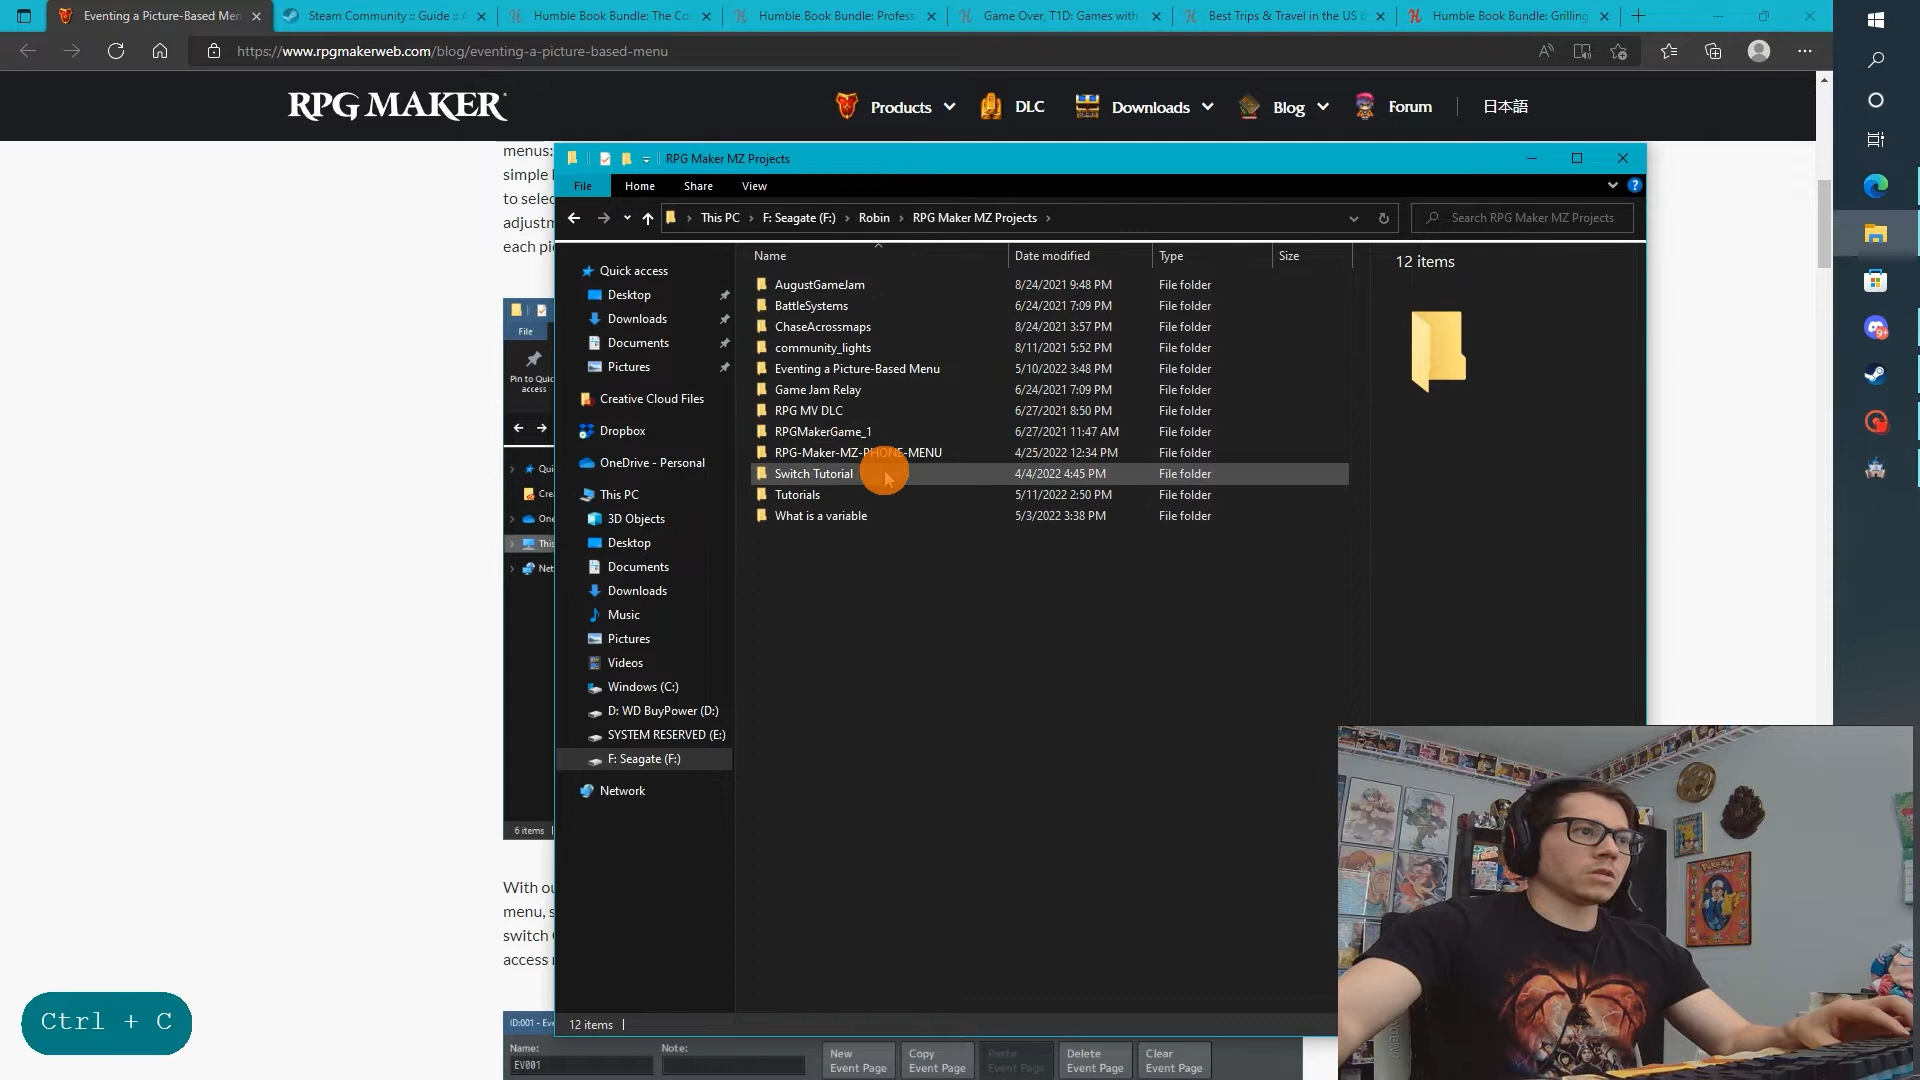 Eventing a Picture-Based Men
Steam Community :: Guide :: A
Humble Book Bundle: The Co
Humble Book Bundle: Profess
Game Over, T1D: Games with
Best Trips & Travel in the US b
Humble Book Bundle: Grilling
https://www.rpgmakerweb.com/blog/eventing-a-picture-based-menu
RPG MAKER
Products
DLC
Downloads
Blog
Forum
日本語
menus:
simple
to selec
adjustm
each pi
RPG Maker MZ Projects
File
Home
Share
View
This PC
F: Seagate (F:)
Robin
RPG Maker MZ Projects
Search RPG Maker MZ Projects
Name
Date modified
Type
Size
12 items
Quick access
Desktop
Downloads
Documents
Pictures
Creative Cloud Files
Dropbox
OneDrive - Personal
This PC
3D Objects
Desktop
Documents
Downloads
Music
Pictures
Videos
Windows (C:)
D: WD BuyPower (D:)
SYSTEM RESERVED (E:)
F: Seagate (F:)
Network
AugustGameJam 8/24/2021 9:48 PM File folder
BattleSystems 6/24/2021 7:09 PM File folder
ChaseAcrossmaps 8/24/2021 3:57 PM File folder
community_lights 8/11/2021 5:52 PM File folder
Eventing a Picture-Based Menu 5/10/2022 3:48 PM File folder
Game Jam Relay 6/24/2021 7:09 PM File folder
RPG MV DLC 6/27/2021 8:50 PM File folder
RPGMakerGame_1 6/27/2021 11:47 AM File folder
RPG-Maker-MZ-PHONE-MENU 4/25/2022 12:34 PM File folder
Switch Tutorial 4/4/2022 4:45 PM File folder
Tutorials 5/11/2022 2:50 PM File folder
What is a variable 5/3/2022 3:38 PM File folder
12 items
File
Pin to Quic
access
Qui
Cre
One
This
Net
6 items
With ou
menu, s
switch
access
Ctrl + C
ID:001 - Eve
Name:
EV001
Note:
New
Event Page
Copy
Event Page
Paste
Event Page
Delete
Event Page
Clear
Event Page
9+